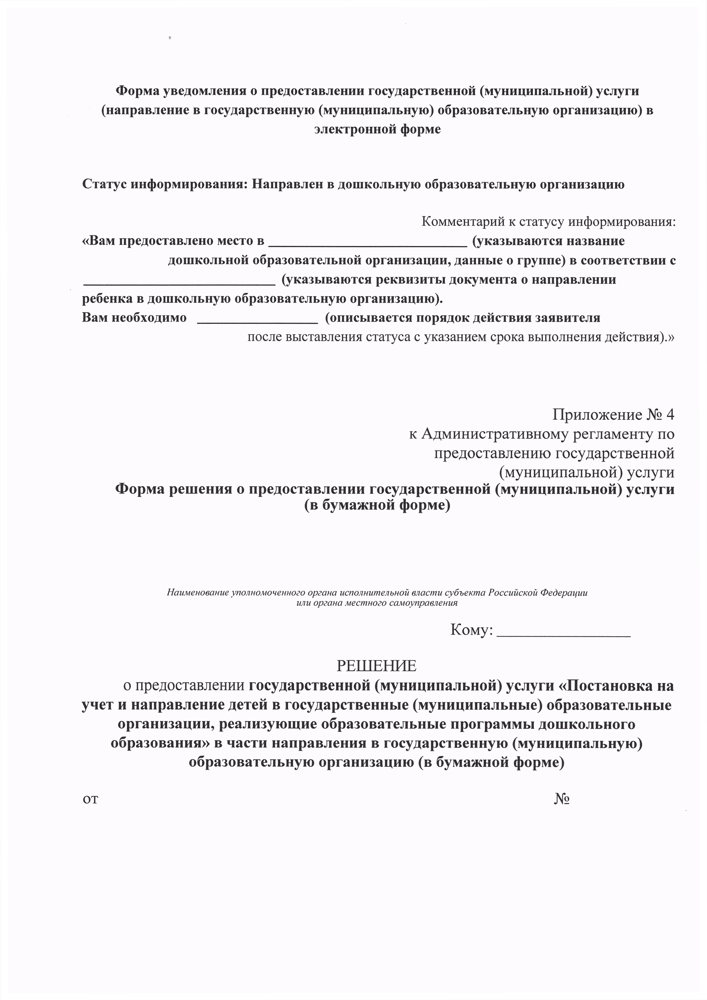 Форма уведомления о предоставлении государственной (муниципальной) услуги
(направление в государственную (муниципальную) образовательную организацию) в
электронной форме
Статус информирования: Направлен в дошкольную образовательную организацию
Комментарий к статусу информирования:
«Вам предоставлено место в ___________________________ (указываются название
дошкольной образовательной организации, данные о группе) в соответствии с
__________________________ (указываются реквизиты документа о направлении
ребенка в дошкольную образовательную организацию).
Вам необходимо ________________ (описывается порядок действия заявителя
после выставления статуса с указанием срока выполнения действия).»
Приложение № 4
к Административному регламенту по
предоставлению государственной
(муниципальной) услуги
Форма решения о предоставлении государственной (муниципальной) услуги
(в бумажной форме)
Наименование уполномоченного органа исполнительной власти субъекта Российской Федерации
или органа местного самоуправления
Кому: ________________
РЕШЕНИЕ
о предоставлении государственной (муниципальной) услуги «Постановка на
учет и направление детей в государственные (муниципальные) образовательные
организации, реализующие образовательные программы дошкольного
образования» в части направления в государственную (муниципальную)
образовательную организацию (в бумажной форме)
от №